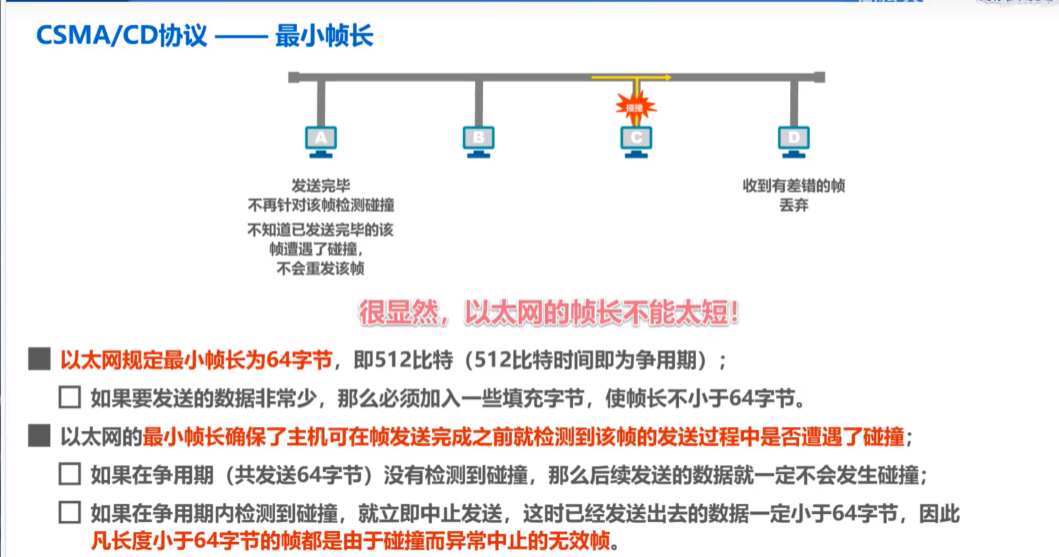 CSMA/CD协议 —— 最小帧长
碰撞
A
B
C
D
发送完毕
不再针对该帧检测碰撞
不知道已发送完毕的该
帧遭遇了碰撞，
不会重发该帧
收到有差错的帧
丢弃
很显然，以太网的帧长不能太短！
以太网规定最小帧长为64字节，即512比特（512比特时间即为争用期）；
如果要发送的数据非常少，那么必须加入一些填充字节，使帧长不小于64字节。
以太网的最小帧长确保了主机可在帧发送完成之前就检测到该帧的发送过程中是否遭遇了碰撞；
如果在争用期（共发送64字节）没有检测到碰撞，那么后续发送的数据就一定不会发生碰撞；
如果在争用期内检测到碰撞，就立即中止发送，这时已经发送出去的数据一定小于64字节，因此
凡长度小于64字节的帧都是由于碰撞而异常中止的无效帧。